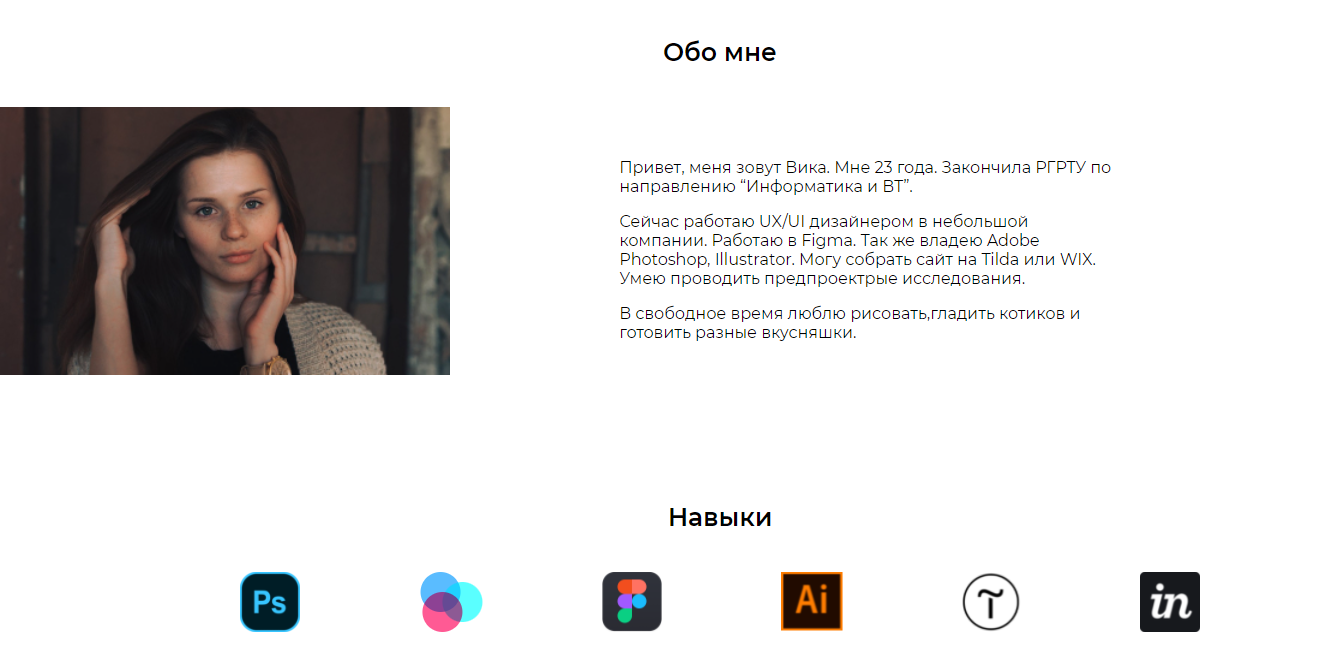 Обо мне
Привет, меня зовут Вика. Мне 23 года. Закончила РГРТУ по
направлению “Информатика и ВТ”.
Сейчас работаю UX/UI дизайнером в небольшой
компании. Работаю в Figma. Так же владею Adobe
Photoshop, Illustrator. Могу собрать сайт на Tilda или WIX.
Умею проводить предпроектрые исследования.
В свободное время люблю рисовать,гладить котиков и
готовить разные вкусняшки.
Навыки
Ps Ai in